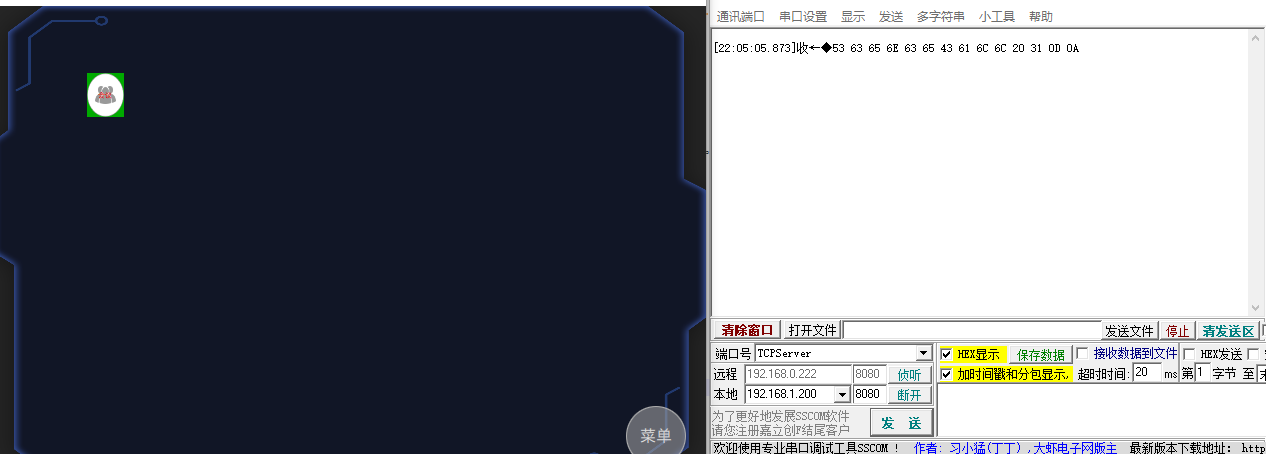 通讯端口 串口设置 显示 发送 多字符串 小工具 帮助
[22:05:05.873]收←◆53 63 65 6E 63 65 43 61 6C 6C 20 31 0D 0A
清除窗口 打开文件 发送文件 停止 清发送区
端口号 TCPServer HEX显示 保存数据 接收数据到文件 HEX发送
远程 192.168.0.222 8080 侦听 加时间戳和分包显示, 超时时间: 20 ms 第 1 字节 至 末
本地 192.168.1.200 8080 断开
为了更好地发展SSCOM软件
请您注册嘉立创F结尾客户
发 送
菜单
欢迎使用专业串口调试工具SSCOM ! 作者: 习小猛(丁丁),大虾电子网版主 最新版本下载地址: http